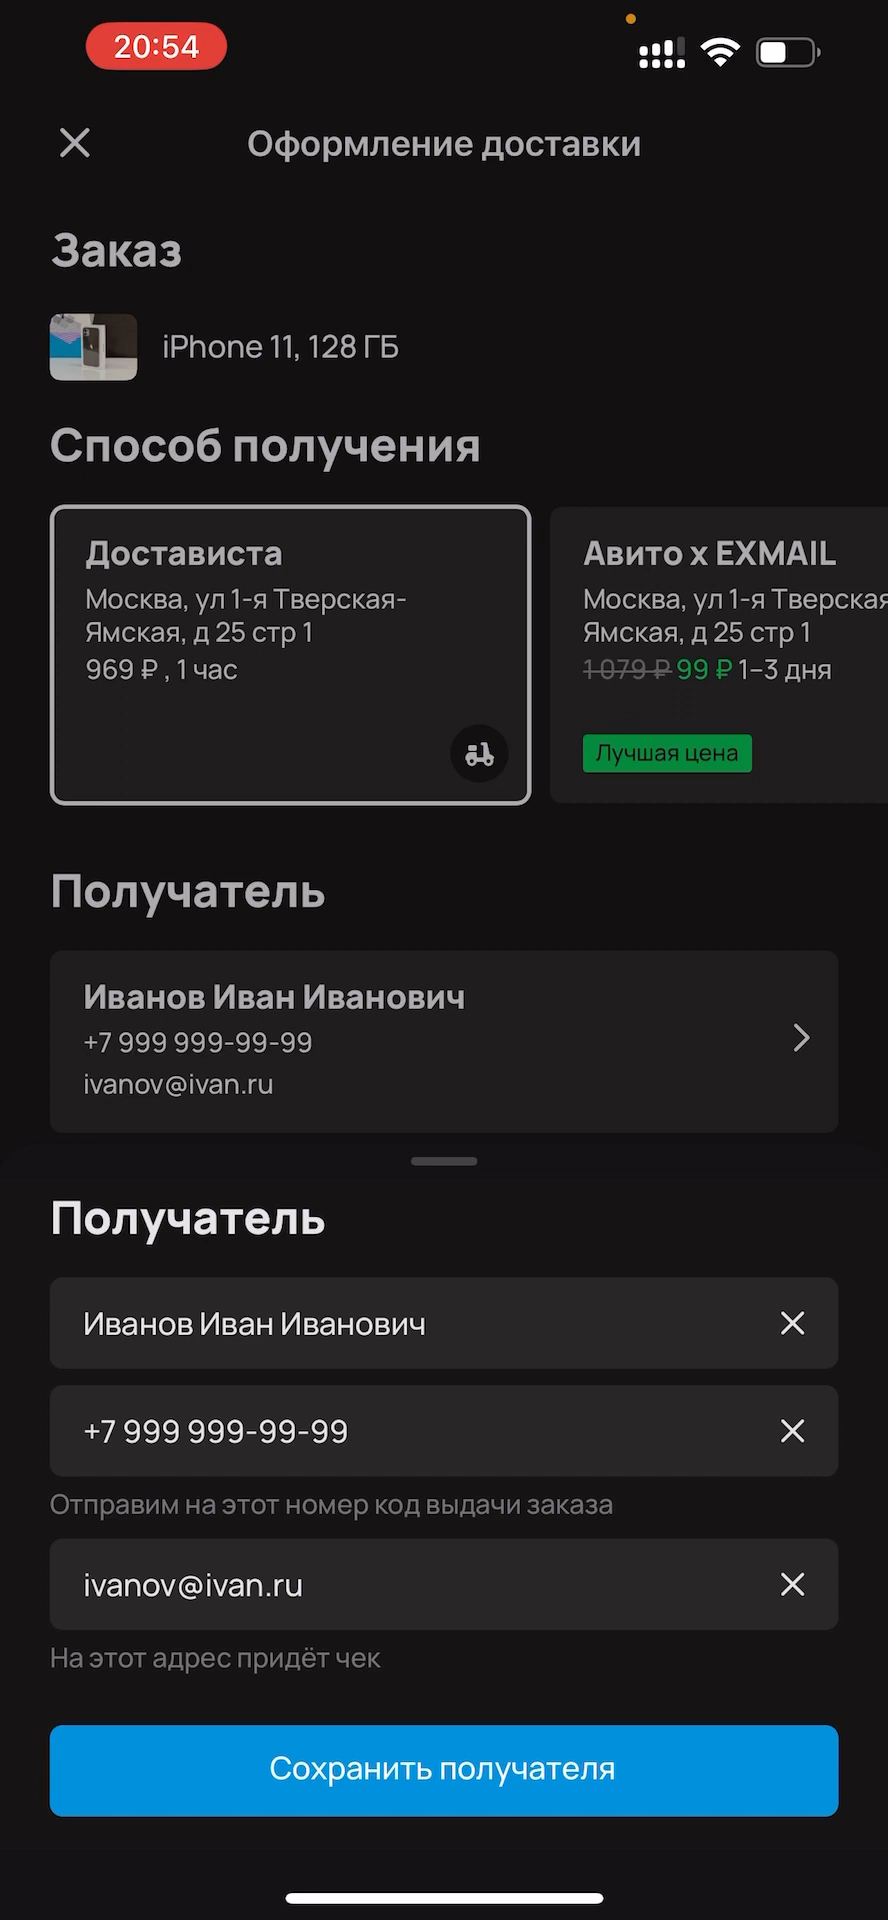 20:54
Оформление доставки
Заказ
iPhone 11, 128 ГБ
Способ получения
Достависта
Москва, ул 1-я Тверская-
Ямская, д 25 стр 1
969 ₽ , 1 час
Авито х EXMAIL
Москва, ул 1-я Тверская
Ямская, д 25 стр 1
1 079 ₽ 99 ₽ 1–3 дня
Лучшая цена
Получатель
Иванов Иван Иванович
+7 999 999-99-99
ivanov@ivan.ru
Получатель
Иванов Иван Иванович
+7 999 999-99-99
Отправим на этот номер код выдачи заказа
ivanov@ivan.ru
На этот адрес придёт чек
Сохранить получателя